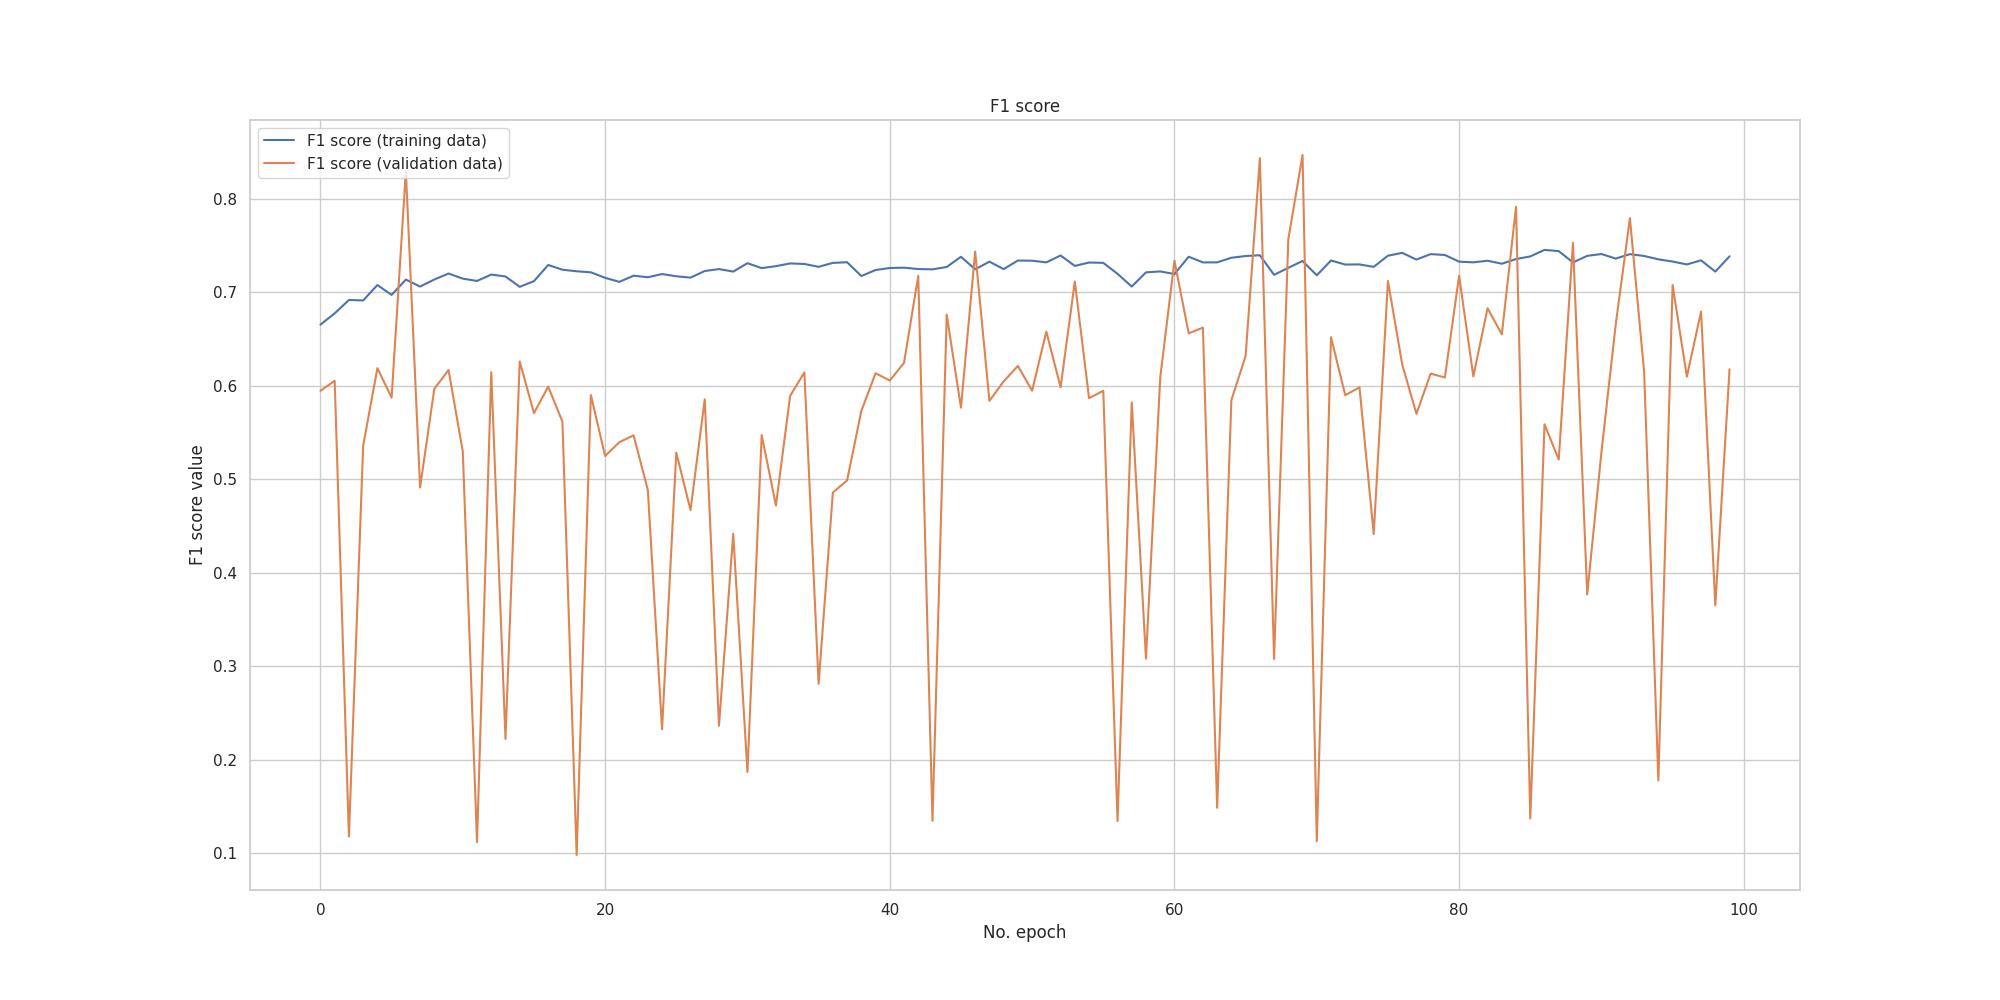 F1 score
F1 score (training data)
F1 score (validation data)
0.8
0.7
0.6
0.5
0.4
0.3
0.2
0.1
F1 score value
0 20 40 60 80 100
No. epoch